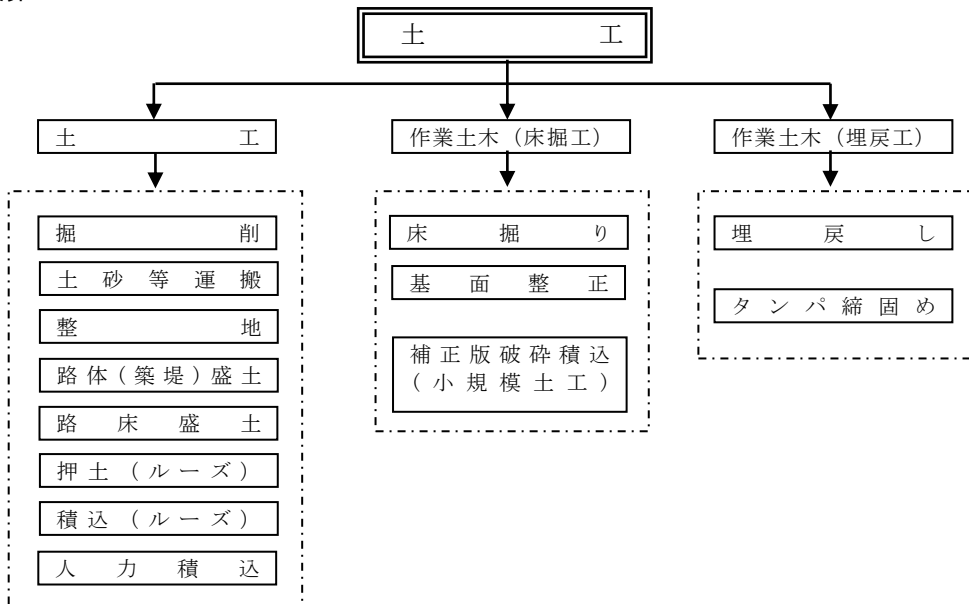 土工
土工
作業土木（床掘工）
作業土木（埋戻工）
掘削
土砂等運搬
整地
路体（築堤）盛土
路床盛土
押土（ルーズ）
積込（ルーズ）
人力積込
床掘り
基面整正
補正版破砕積込
（小規模土工）
埋戻し
タンパ締固め